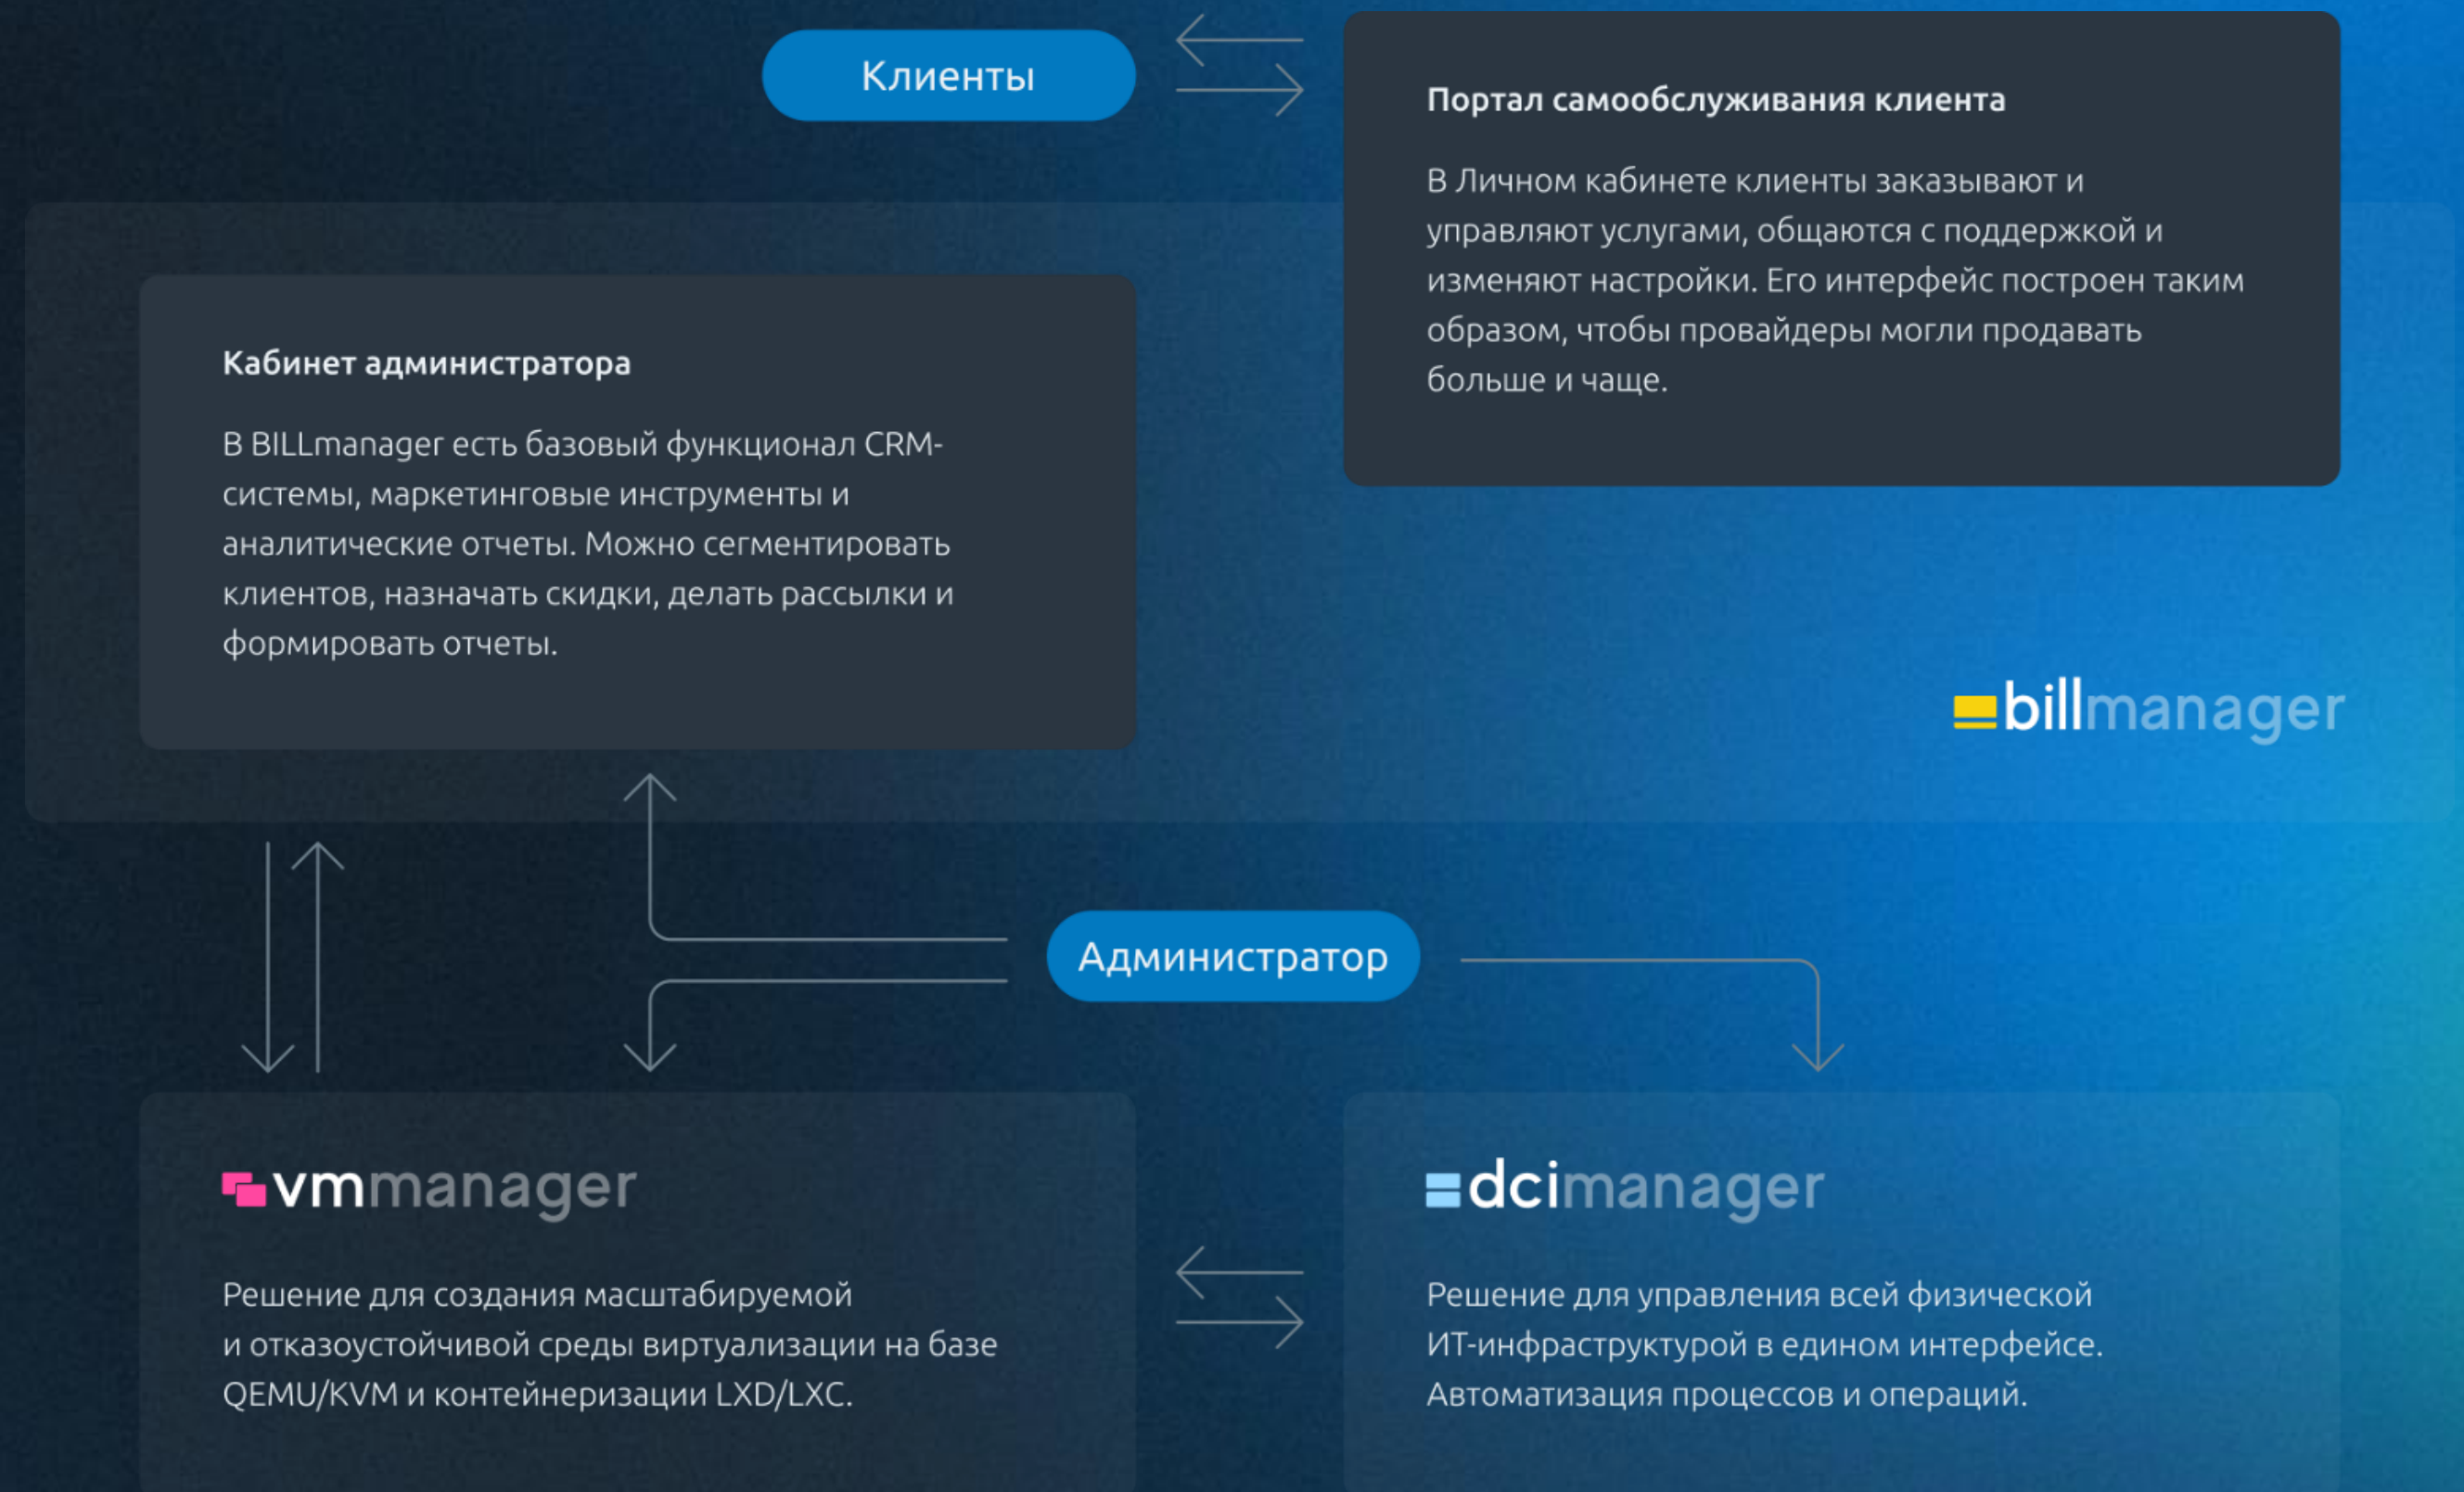 Клиенты
Портал самообслуживания клиента
В Личном кабинете клиенты заказывают и
управляют услугами, общаются с поддержкой и
изменяют настройки. Его интерфейс построен таким
образом, чтобы провайдеры могли продавать
больше и чаще.
Кабинет администратора
В BILLmanager есть базовый функционал CRM-
системы, маркетинговые инструменты и
аналитические отчеты. Можно сегментировать
клиентов, назначать скидки, делать рассылки и
формировать отчеты.
billmanager
Администратор
vmmanager
Решение для создания масштабируемой
и отказоустойчивой среды виртуализации на базе
QEMU/KVM и контейнеризации LXD/LXC.
dcimanager
Решение для управления всей физической
ИТ-инфраструктурой в едином интерфейсе.
Автоматизация процессов и операций.